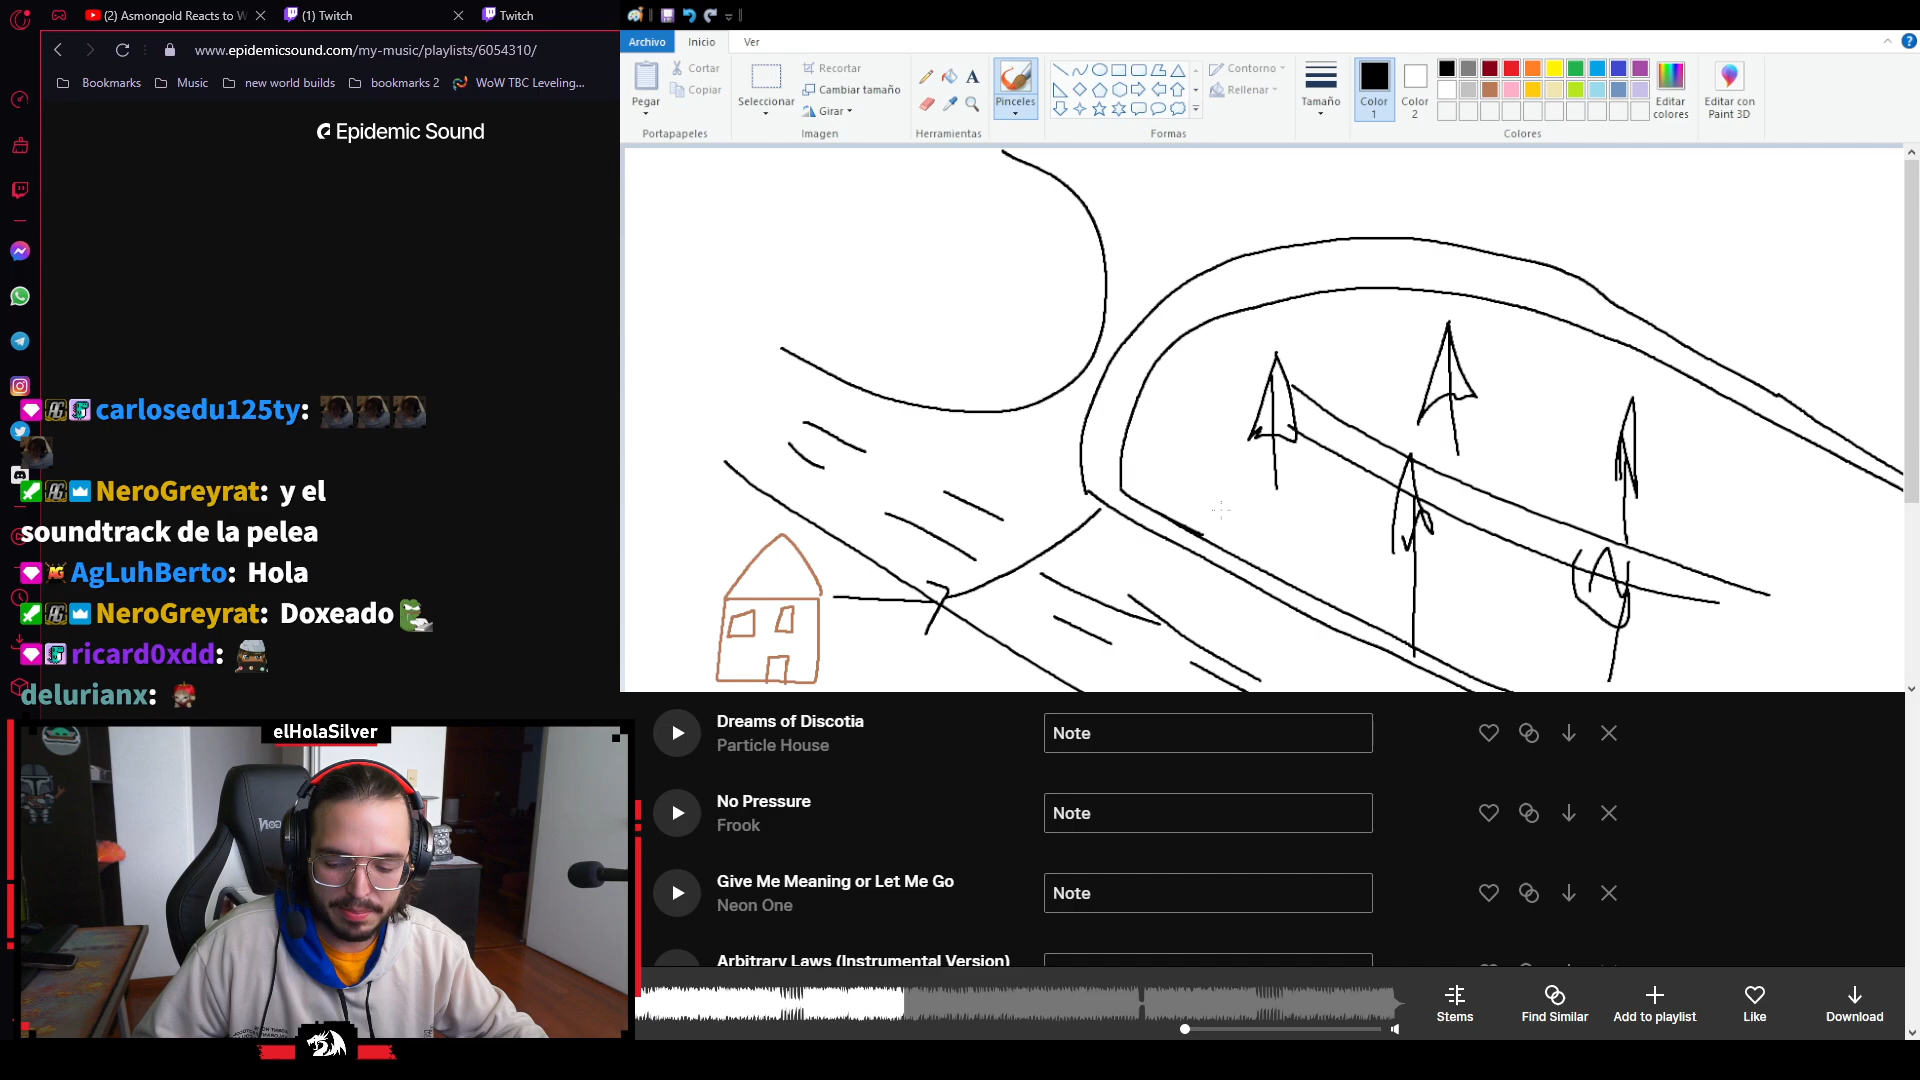 (2) Asmongold Reacts to W
(1) Twitch
Twitch
www.epidemicsound.com/my-music/playlists/6054310/
Bookmarks
Music
new world builds
bookmarks 2
WoW TBC Leveling...
Epidemic Sound
Archivo
Inicio
Ver
Pegar
Cortar
Copiar
Portapapeles
Seleccionar
Recortar
Cambiar tamaño
Girar
Imagen
A
Herramientas
Pinceles
Formas
Contorno
Rellenar
Tamaño
Color
1
Color
2
Editar
colores
Colores
Editar con
Paint 3D
carlosedu125ty:
NeroGreyrat: y el
soundtrack de la pelea
AgLuhBerto: Hola
NeroGreyrat: Doxeado
ricard0xdd:
delurianx:
elHolaSilver
Dreams of Discotia
Particle House
Note
No Pressure
Frook
Note
Give Me Meaning or Let Me Go
Neon One
Note
Arbitrary Laws (Instrumental Version)
Stems
Find Similar
Add to playlist
Like
Download